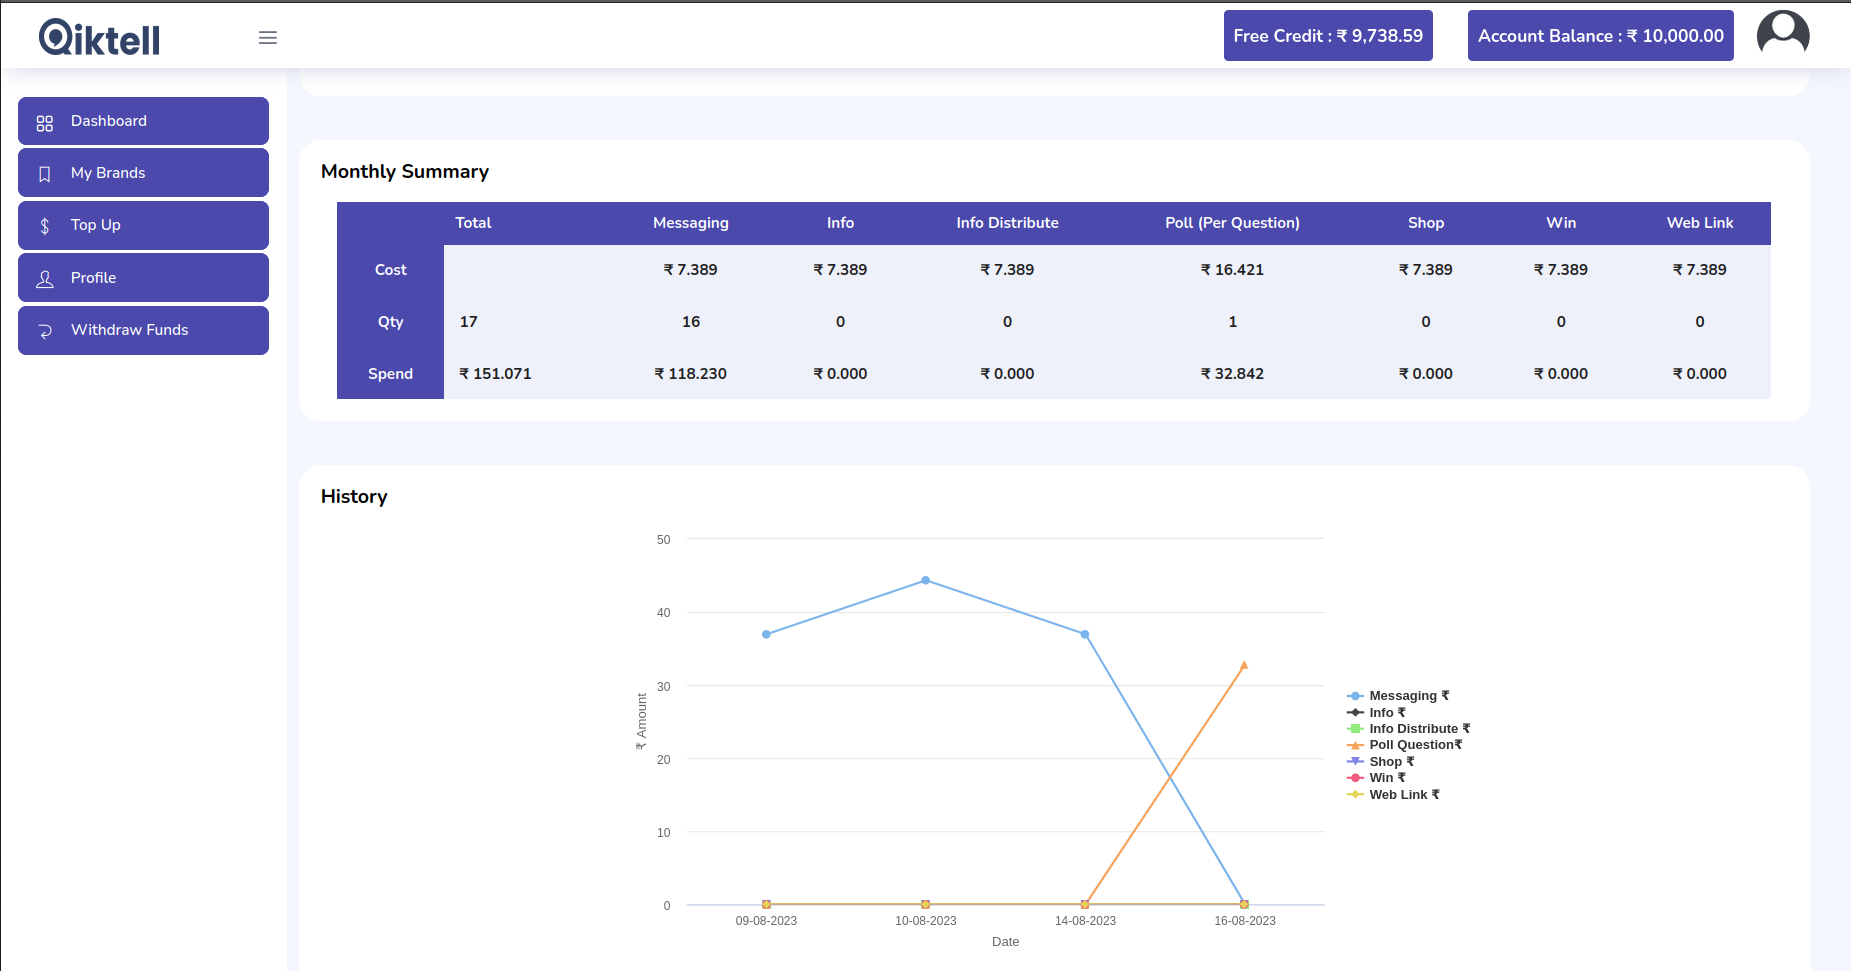 Qiktell
Free Credit : ₹ 9,738.59
Account Balance : ₹ 10,000.00
Dashboard
My Brands
Top Up
Profile
Withdraw Funds
Monthly Summary
Total Messaging Info Info Distribute Poll (Per Question) Shop Win Web Link
Cost ₹ 7.389 ₹ 7.389 ₹ 7.389 ₹ 16.421 ₹ 7.389 ₹ 7.389 ₹ 7.389
Qty 17 16 0 0 1 0 0 0
Spend ₹ 151.071 ₹ 118.230 ₹ 0.000 ₹ 0.000 ₹ 32.842 ₹ 0.000 ₹ 0.000 ₹ 0.000
History
50
40
30
20
10
0
₹ Amount
09-08-2023 10-08-2023 14-08-2023 16-08-2023
Date
Messaging ₹
Info ₹
Info Distribute ₹
Poll Question₹
Shop ₹
Win ₹
Web Link ₹